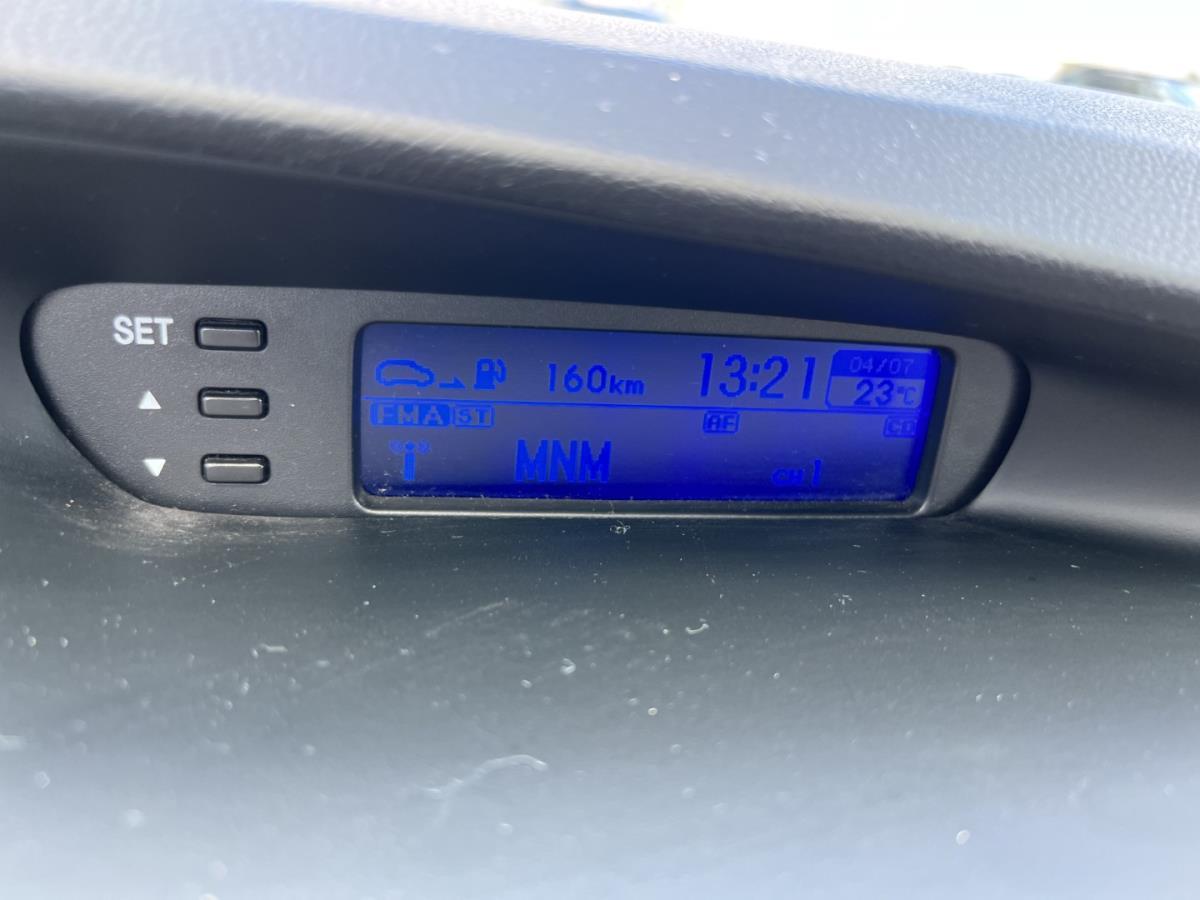 SET
160km 13:21 04/07
23°C
FMA ST AF CD
MNM CH1